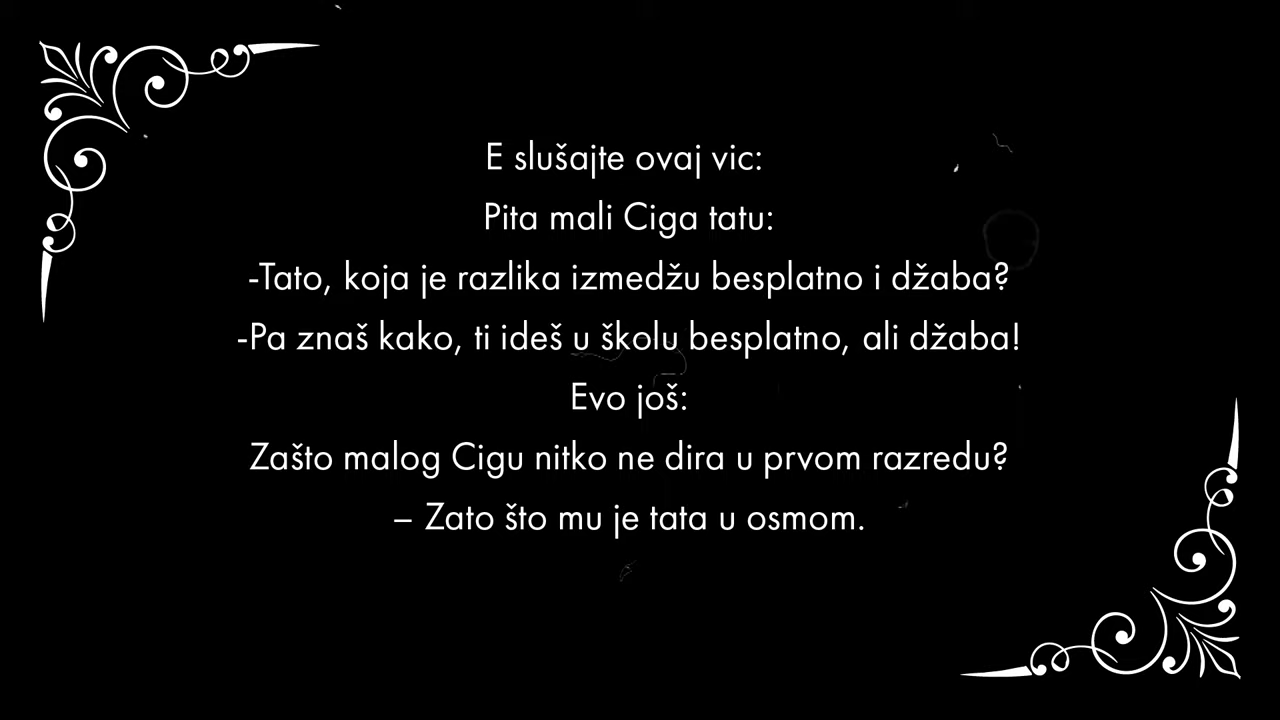 E slušajte ovaj vic:
Pita mali Ciga tatu:
-Tato, koja je razlika izmedžu besplatno i džaba?
-Pa znaš kako, ti ideš u školu besplatno, ali džaba!
Evo još:
Zašto malog Cigu nitko ne dira u prvom razredu?
– Zato što mu je tata u osmom.